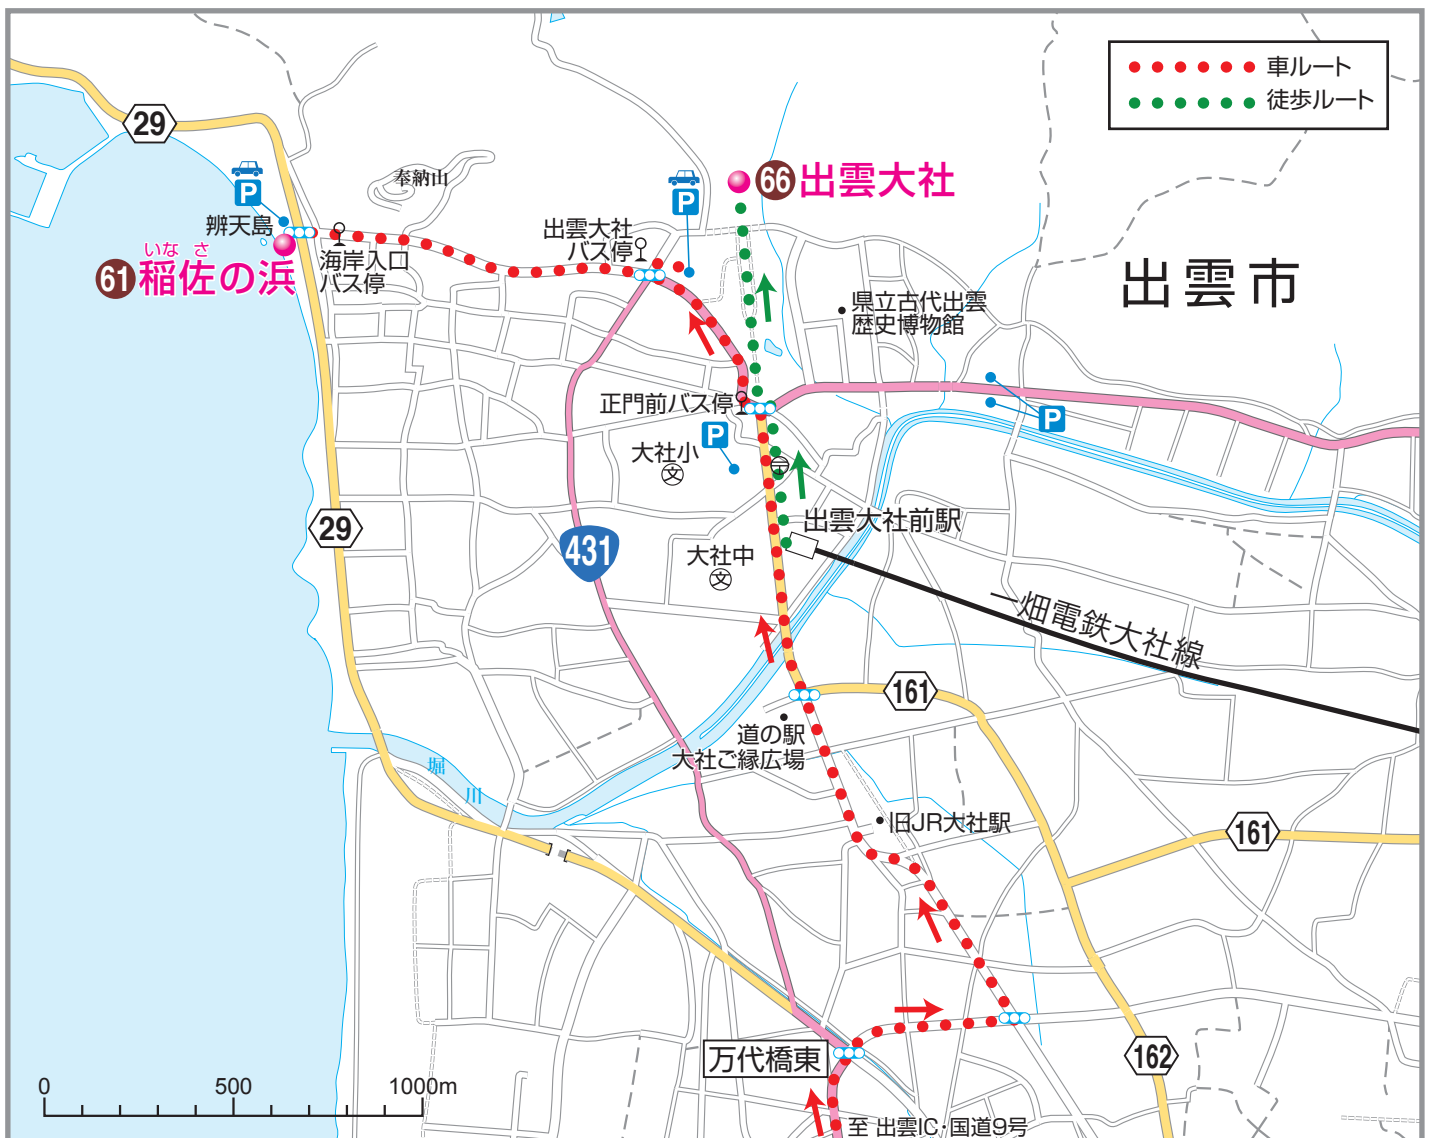 車ルート
徒歩ルート
29
P
奉納山
P
66 出雲大社
辨天島
いなさ
61 稲佐の浜
海岸入口
バス停
出雲大社
バス停
出雲市
県立古代出雲
歴史博物館
正門前バス停
P
P
大社小
文
29
431
出雲大社前駅
大社中
文
一畑電鉄大社線
161
道の駅
大社ご縁広場
堀
川
旧JR大社駅
161
万代橋東
162
0 500 1000m
至 出雲IC・国道9号